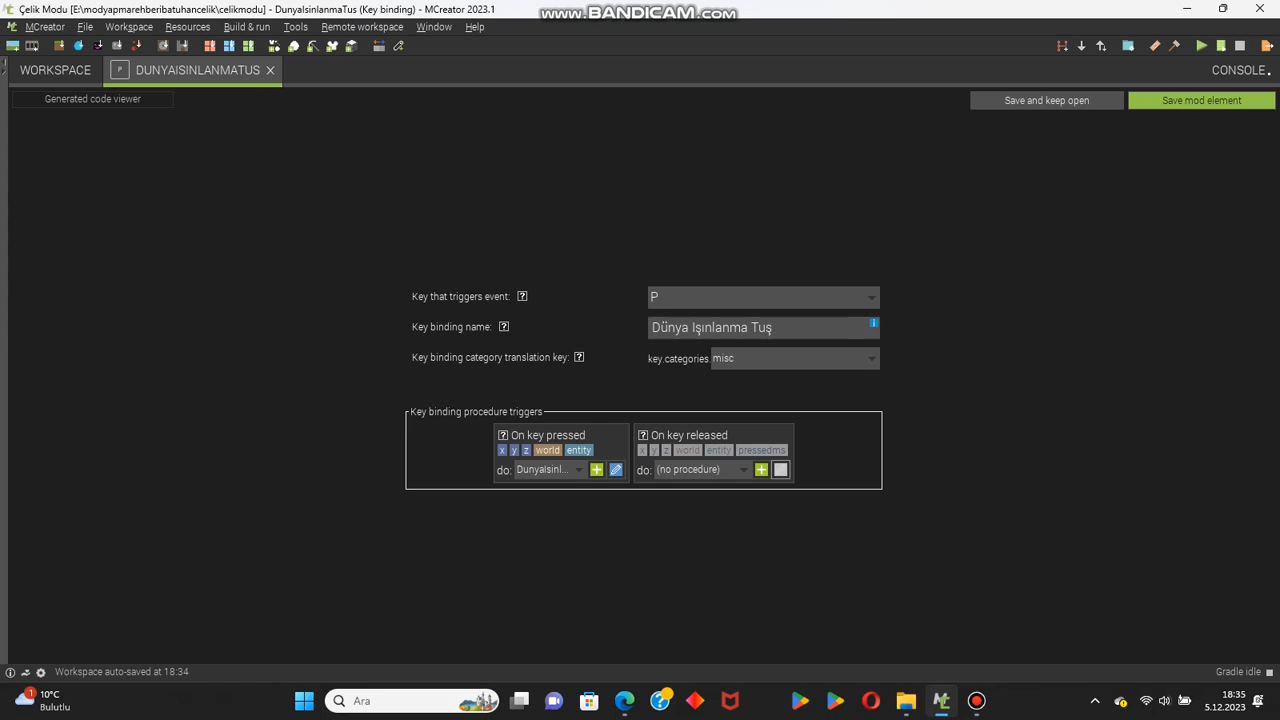 Çelik Modu [E:\modyapmarehberibatuhancelik\celikmodu] - DunyaIsinlanmaTus (Key binding) - MCreator 2023.1
www.BANDICAM.com
MCreator File Workspace Resources Build & run Tools Remote workspace Window Help
WORKSPACE P DUNYAISINLANMATUS CONSOLE
Generated code viewer Save and keep open Save mod element
Key that triggers event: ? P
Key binding name: ? Dünya Işınlanma Tuş
Key binding category translation key: ? key.categories. misc
Key binding procedure triggers
? On key pressed ? On key released
x y z world entity x y z world entity pressedms
do: DunyaIsinl... do: (no procedure)
Workspace auto-saved at 18:34 Gradle idle
1 10°C Bulutlu Ara 18:35
5.12.2023